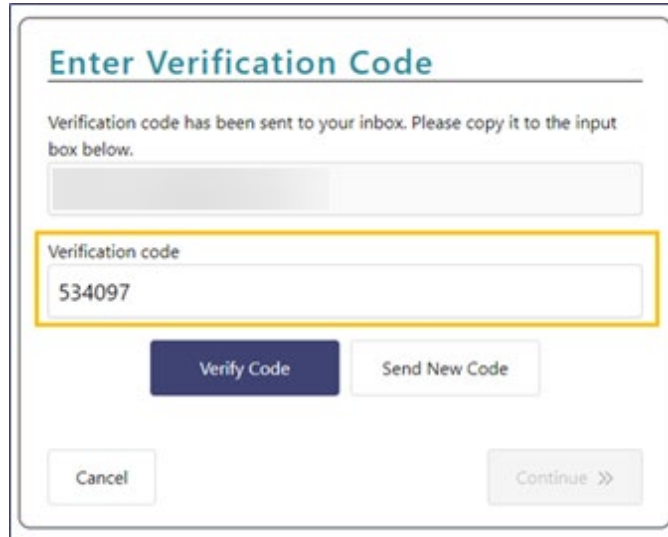 Enter Verification Code
Verification code has been sent to your inbox. Please copy it to the input
box below.
Verification code
534097
Verify Code
Send New Code
Cancel
Continue »